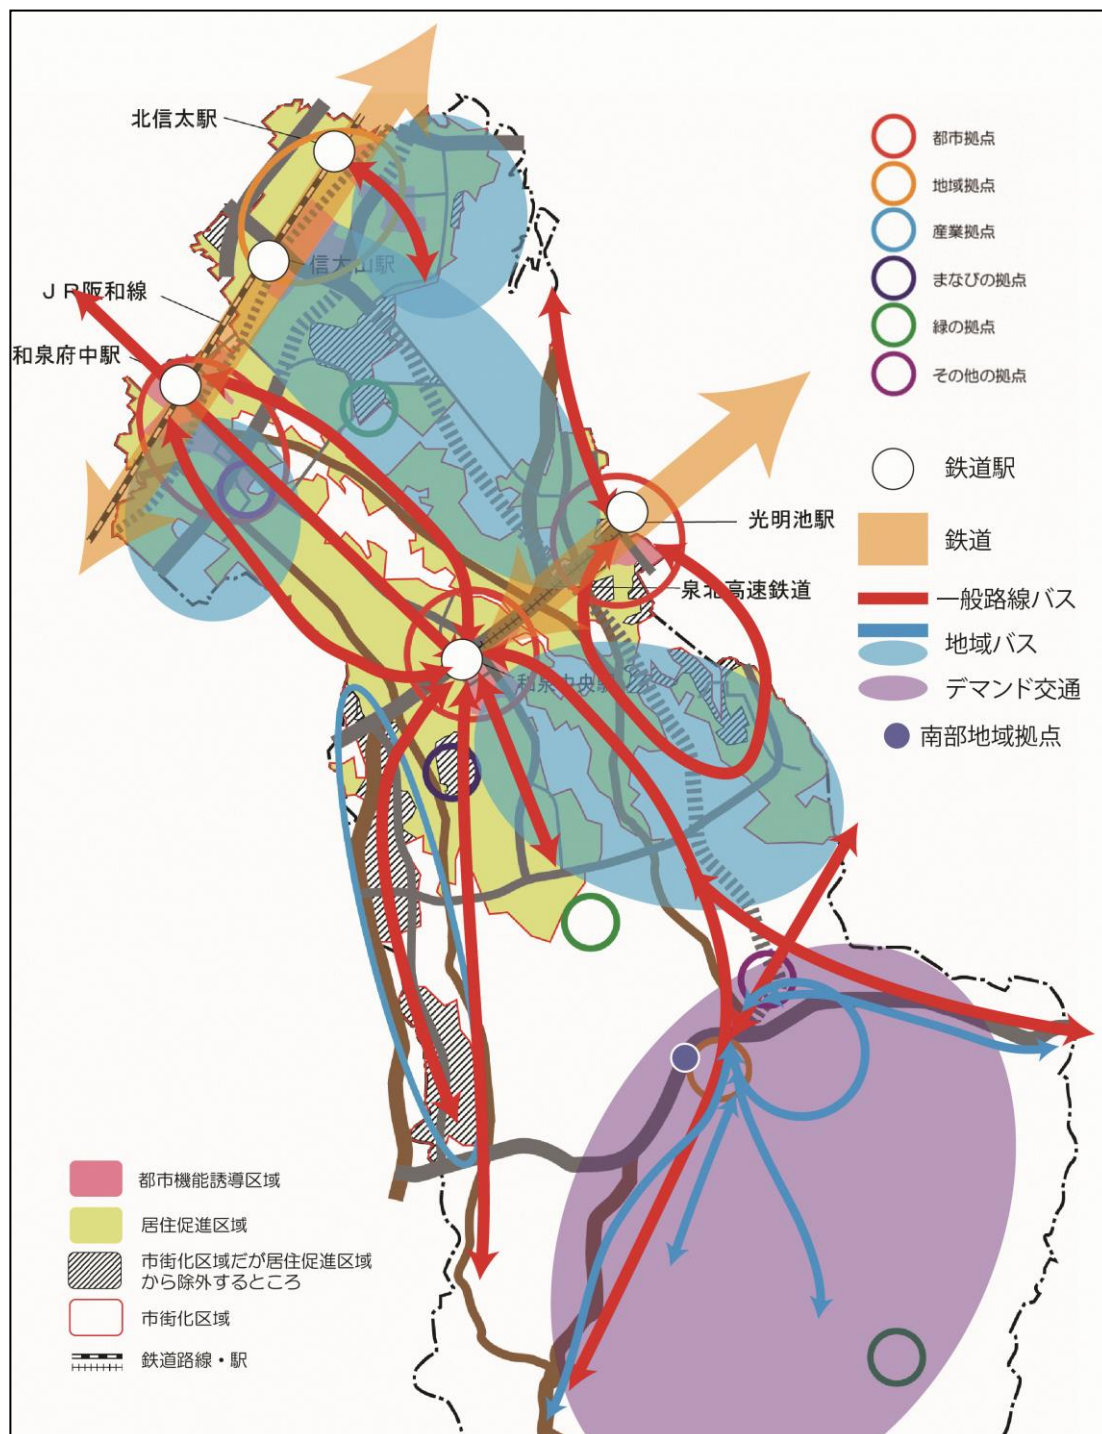 北信太駅
信太山駅
JR阪和線
和泉府中駅
光明池駅
泉北高速鉄道
和泉中央駅
都市拠点
地域拠点
産業拠点
まなびの拠点
緑の拠点
その他の拠点
鉄道駅
鉄道
一般路線バス
地域バス
デマンド交通
南部地域拠点
都市機能誘導区域
居住促進区域
市街化区域だが居住促進区域
から除外するところ
市街化区域
鉄道路線・駅